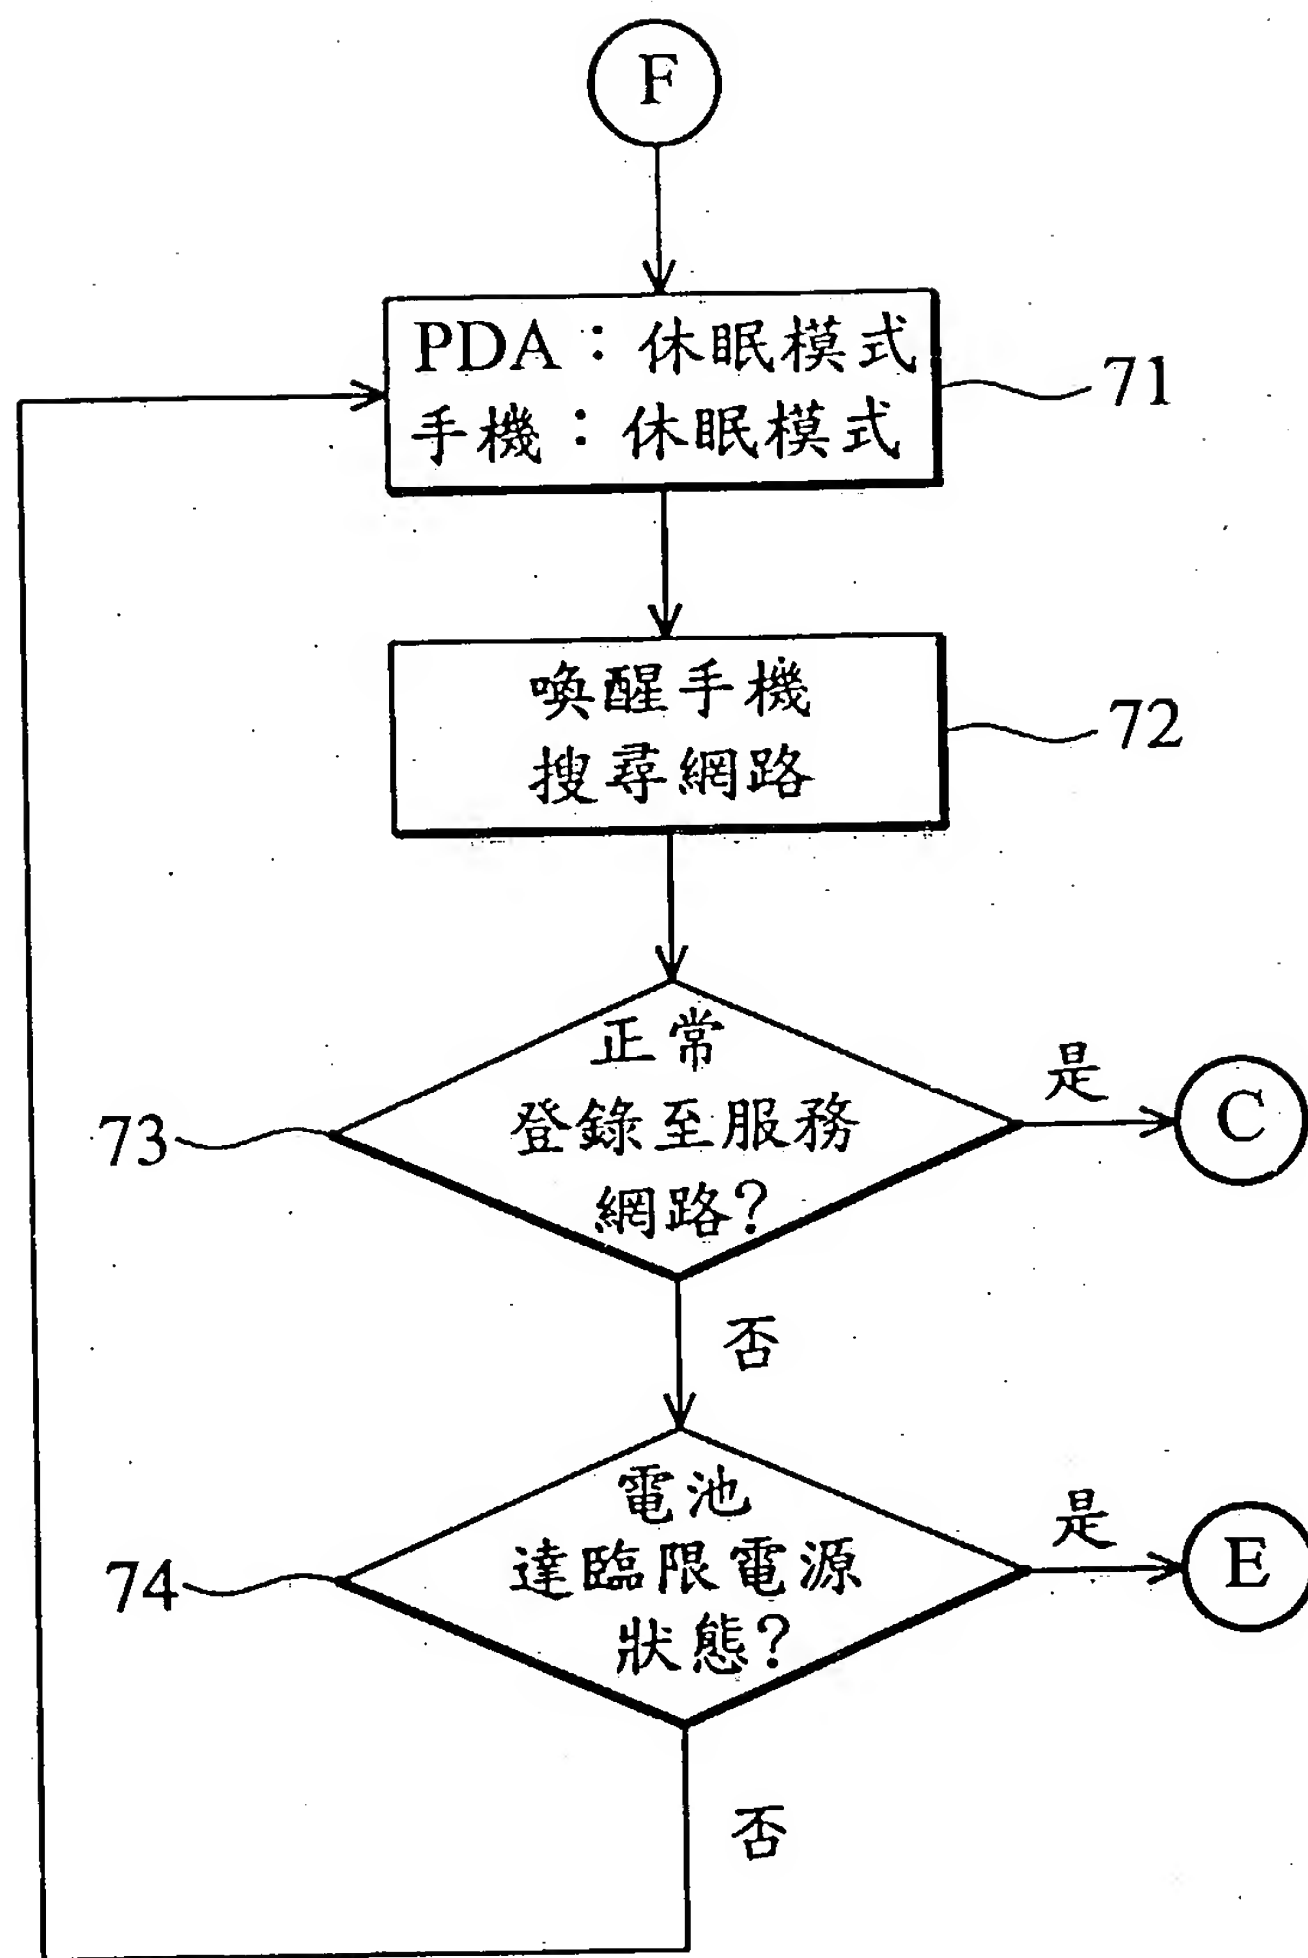 F
PDA：休眠模式
手機：休眠模式
71
喚醒手機
搜尋網路
72
正常
登錄至服務
網路?
73
是
C
否
電池
達臨限電源
狀態?
74
是
E
否